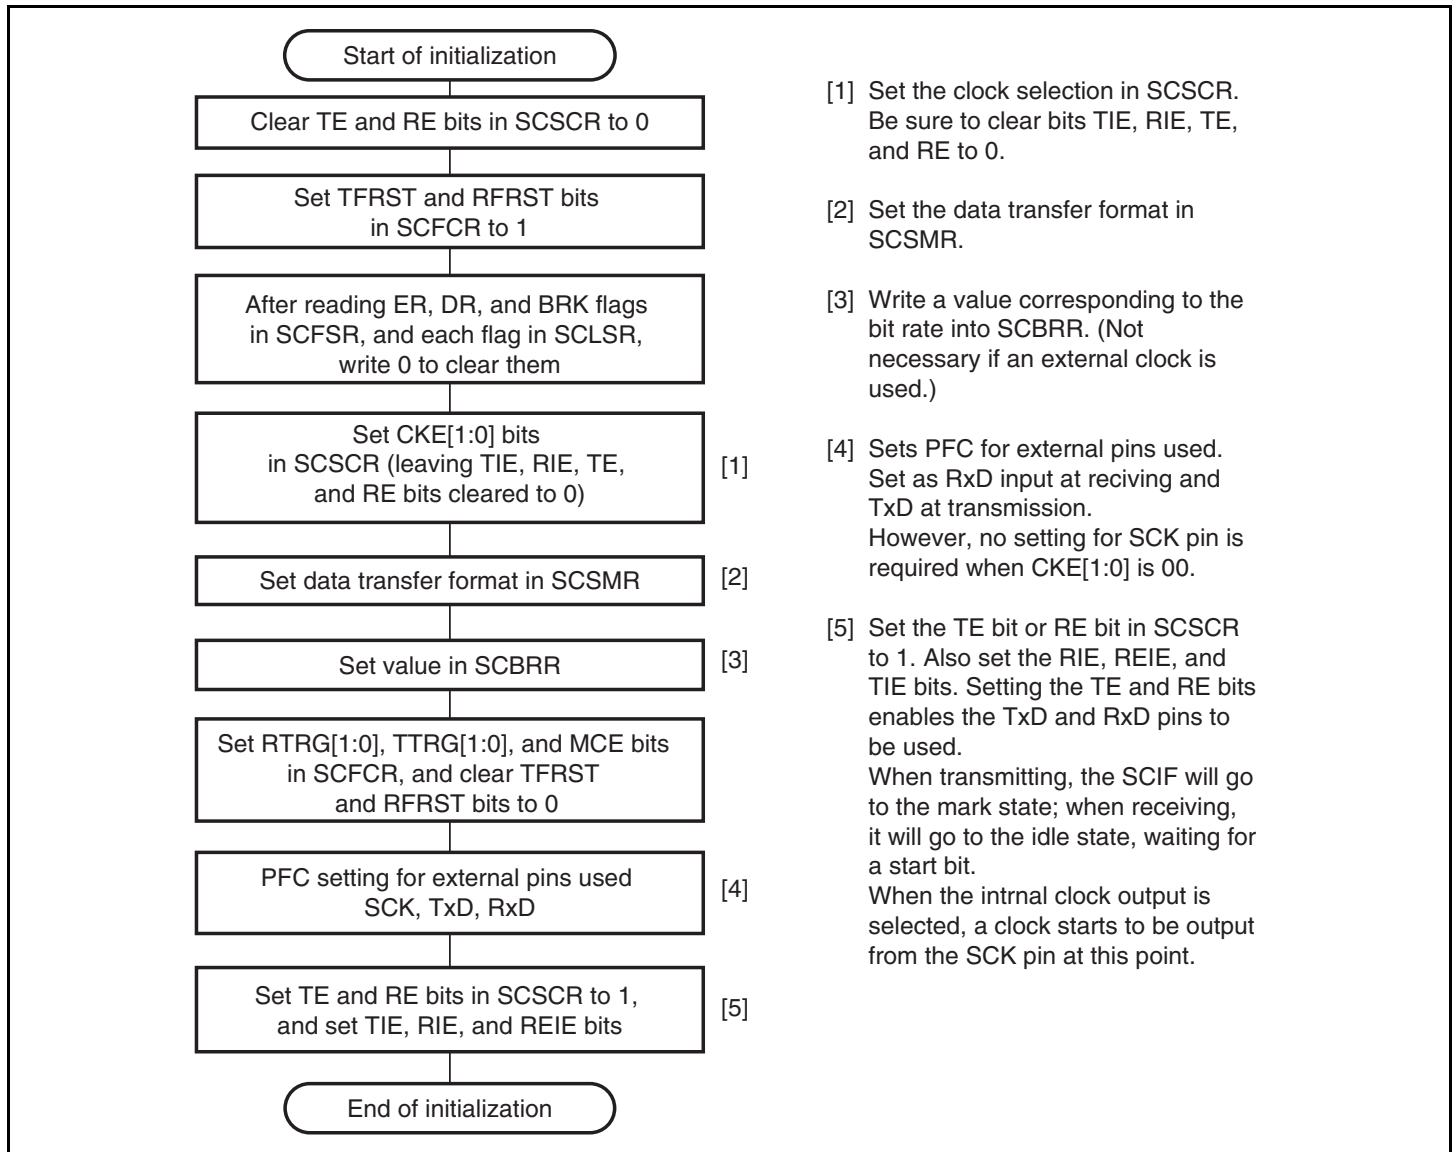 Start of initialization
Clear TE and RE bits in SCSCR to 0
Set TFRST and RFRST bits
in SCFCR to 1
After reading ER, DR, and BRK flags
in SCFSR, and each flag in SCLSR,
write 0 to clear them
Set CKE[1:0] bits
in SCSCR (leaving TIE, RIE, TE,
and RE bits cleared to 0)
[1]
Set data transfer format in SCSMR
[2]
Set value in SCBRR
[3]
Set RTRG[1:0], TTRG[1:0], and MCE bits
in SCFCR, and clear TFRST
and RFRST bits to 0
PFC setting for external pins used
SCK, TxD, RxD
[4]
Set TE and RE bits in SCSCR to 1,
and set TIE, RIE, and REIE bits
[5]
End of initialization
[1] Set the clock selection in SCSCR.
Be sure to clear bits TIE, RIE, TE,
and RE to 0.
[2] Set the data transfer format in
SCSMR.
[3] Write a value corresponding to the
bit rate into SCBRR. (Not
necessary if an external clock is
used.)
[4] Sets PFC for external pins used.
Set as RxD input at reciving and
TxD at transmission.
However, no setting for SCK pin is
required when CKE[1:0] is 00.
[5] Set the TE bit or RE bit in SCSCR
to 1. Also set the RIE, REIE, and
TIE bits. Setting the TE and RE bits
enables the TxD and RxD pins to
be used.
When transmitting, the SCIF will go
to the mark state; when receiving,
it will go to the idle state, waiting for
a start bit.
When the intrnal clock output is
selected, a clock starts to be output
from the SCK pin at this point.